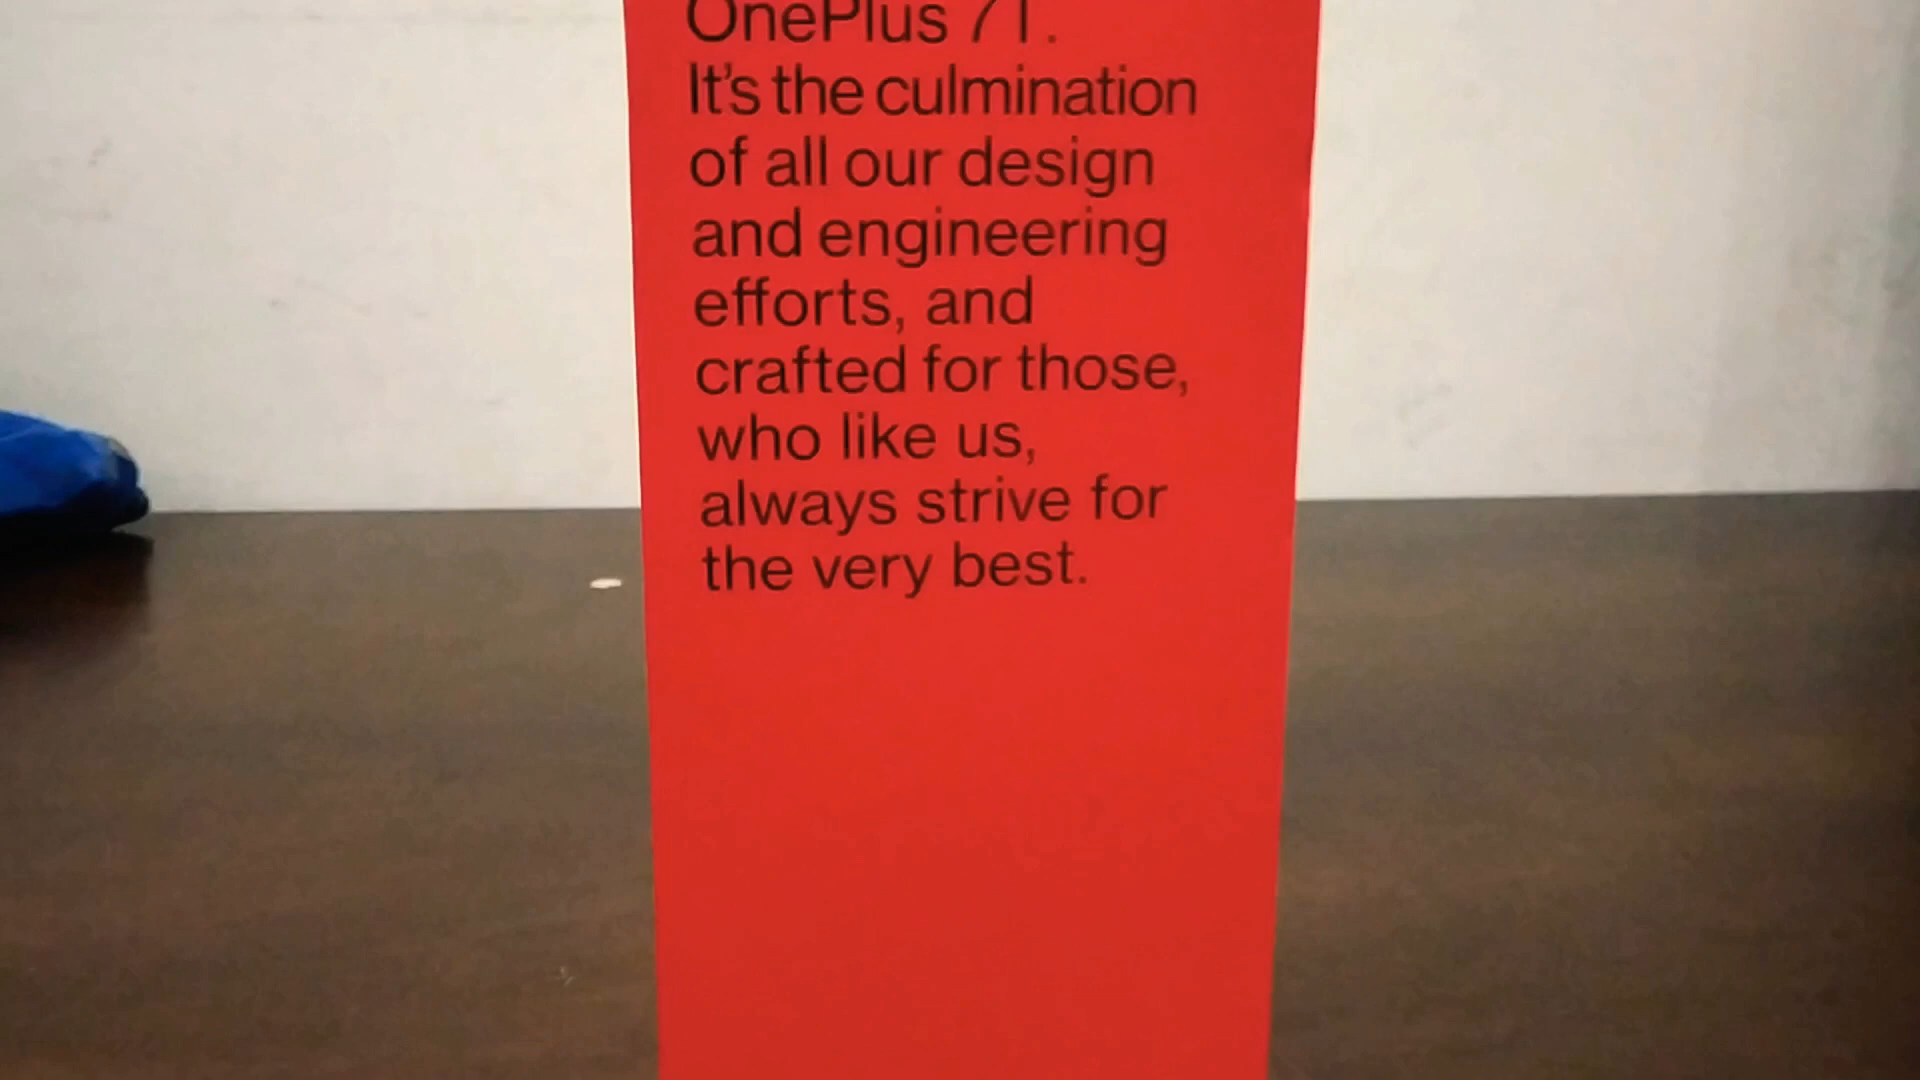 OnePlus 7T.
It's the culmination
of all our design
and engineering
efforts, and
crafted for those,
who like us,
always strive for
the very best.